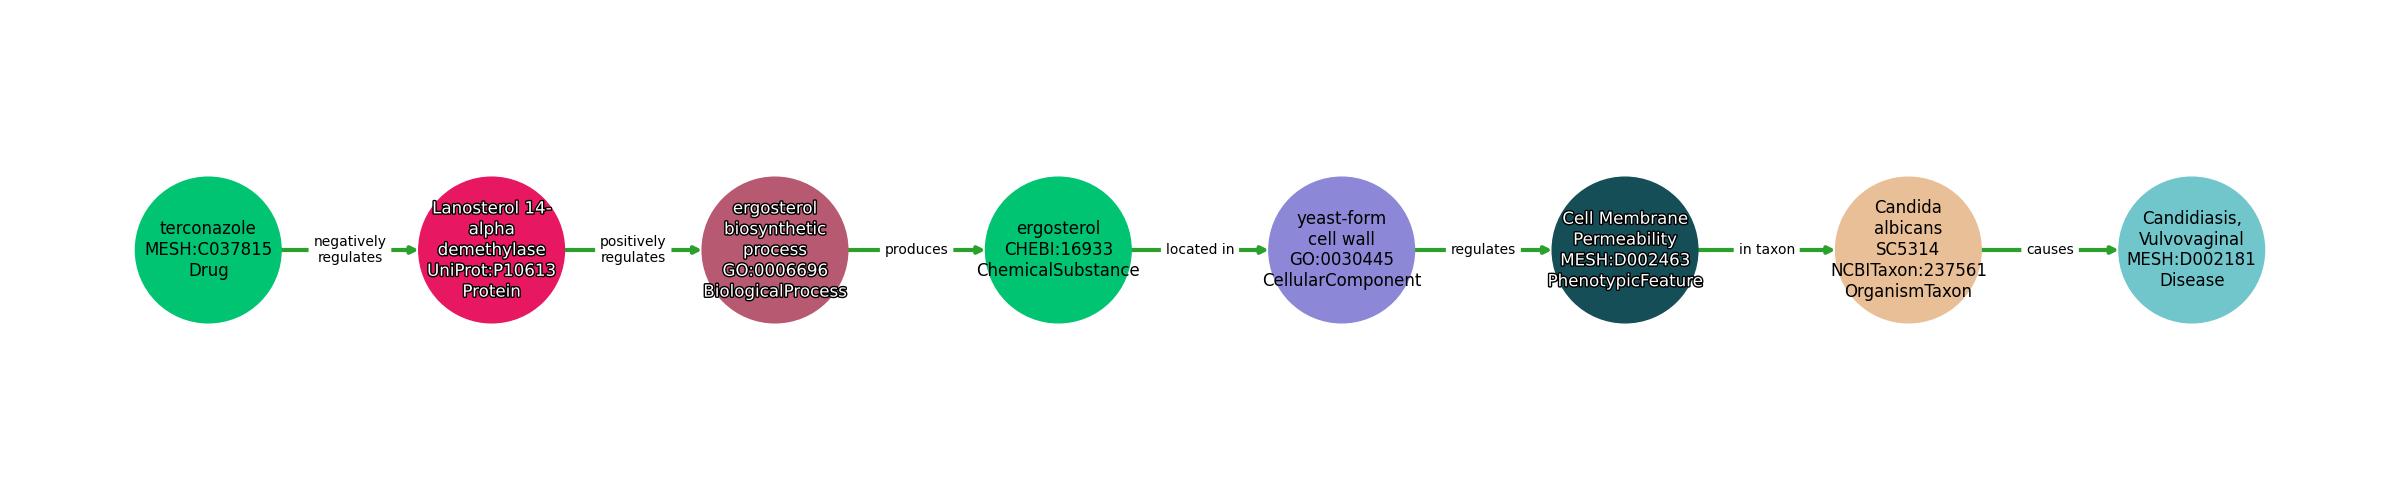 terconazole
MESH:C037815
Drug
negatively
regulates
Lanosterol 14-
alpha
demethylase
UniProt:P10613
Protein
positively
regulates
ergosterol
biosynthetic
process
GO:0006696
BiologicalProcess
produces
ergosterol
CHEBI:16933
ChemicalSubstance
located in
yeast-form
cell wall
GO:0030445
CellularComponent
regulates
Cell Membrane
Permeability
MESH:D002463
PhenotypicFeature
in taxon
Candida
albicans
SC5314
NCBITaxon:237561
OrganismTaxon
causes
Candidiasis,
Vulvovaginal
MESH:D002181
Disease